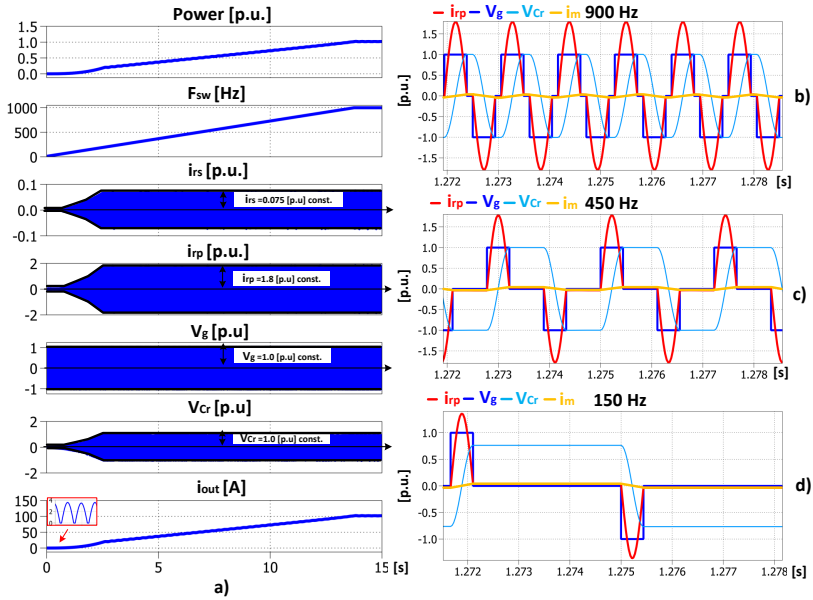 Power [p.u.]
1.5
1.0
0.5
0.0
Fsw [Hz]
1000
500
0
irs [p.u.]
0.1
0.0
-0.1
irs =0.075 [p.u] const.
irp [p.u.]
2
0
-2
irp =1.8 [p.u] const.
Vg [p.u]
1
0
-1
Vg =1.0 [p.u] const.
VCr [p.u]
2
0
-2
VCr =1.0 [p.u] const.
iout [A]
150
100
50
0
4
2
0
0 5 10 15 [s]
a)
irp Vg VCr im 900 Hz
1.5
1.0
0.5
0.0
-0.5
-1.0
-1.5
[p.u.]
1.272 1.273 1.274 1.275 1.276 1.277 1.278 [s]
b)
irp Vg VCr im 450 Hz
1.5
1.0
0.5
0.0
-0.5
-1.0
-1.5
[p.u.]
1.272 1.273 1.274 1.275 1.276 1.277 1.278 [s]
c)
irp Vg VCr im 150 Hz
1.0
0.5
0.0
-0.5
-1.0
[p.u.]
1.272 1.273 1.274 1.275 1.276 1.277 1.278 [s]
d)